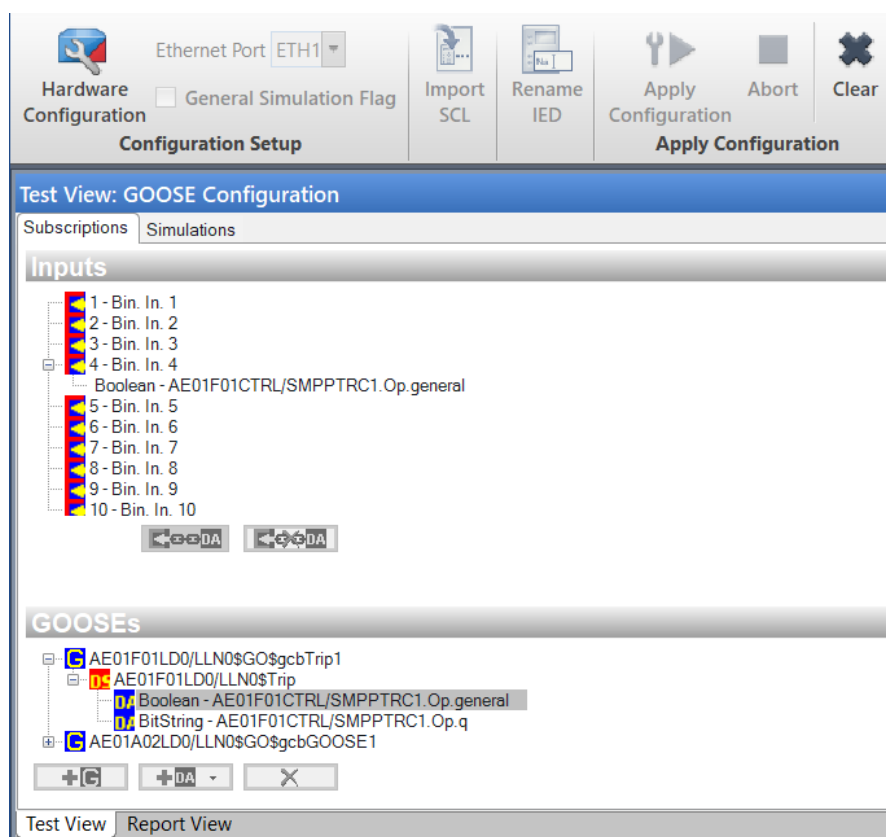 Ethernet Port ETH1
General Simulation Flag
Hardware Configuration
Configuration Setup
Import SCL
Rename IED
Apply Configuration
Abort
Clear
Apply Configuration
Test View: GOOSE Configuration
Subscriptions Simulations
Inputs
1 - Bin. In. 1
2 - Bin. In. 2
3 - Bin. In. 3
4 - Bin. In. 4
Boolean - AE01F01CTRL/SMPPTRC1.Op.general
5 - Bin. In. 5
6 - Bin. In. 6
7 - Bin. In. 7
8 - Bin. In. 8
9 - Bin. In. 9
10 - Bin. In. 10
DA DA
GOOSEs
G AE01F01LD0/LLN0$GO$gcbTrip1
DS AE01F01LD0/LLN0$Trip
DA Boolean - AE01F01CTRL/SMPPTRC1.Op.general
DA BitString - AE01F01CTRL/SMPPTRC1.Op.q
G AE01A02LD0/LLN0$GO$gcbGOOSE1
+G +DA
Test View Report View